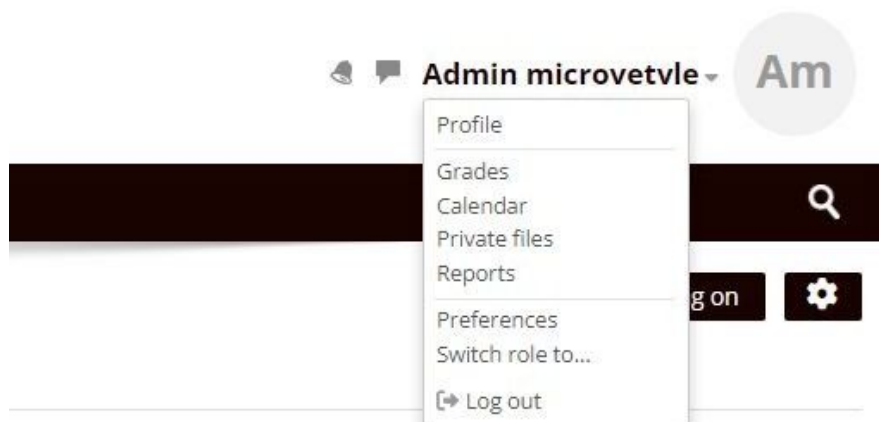 Admin microvetvle
Am
Profile
Grades
Calendar
Private files
Reports
g on
Preferences
Switch role to...
Log out